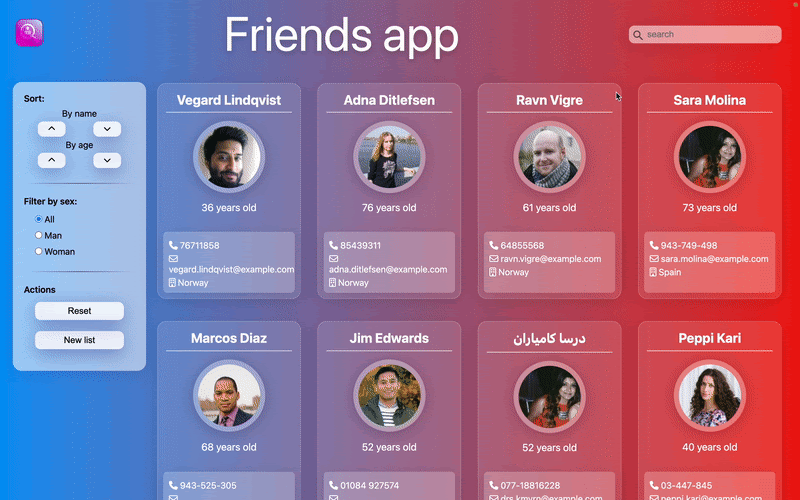 Friends app
search
Sort:
By name
By age
Filter by sex:
All
Man
Woman
Actions
Reset
New list
Vegard Lindqvist
36 years old
76711858
vegard.lindqvist@example.com
Norway
Adna Ditlefsen
76 years old
85439311
adna.ditlefsen@example.com
Norway
Ravn Vigre
61 years old
64855568
ravn.vigre@example.com
Norway
Sara Molina
73 years old
943-749-498
sara.molina@example.com
Spain
Marcos Diaz
68 years old
943-525-305
Jim Edwards
52 years old
01084 927574
درسا كامیاران
52 years old
077-18816228
drs.kmyrn@example.com
Peppi Kari
40 years old
03-447-845
peppi.kari@example.com